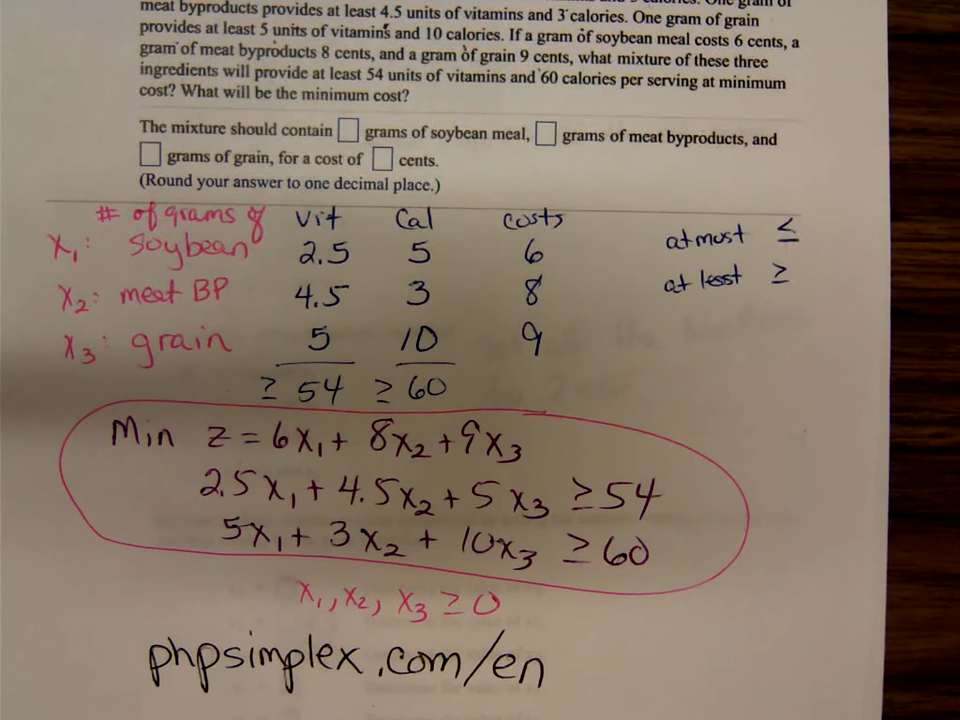 meat byproducts provides at least 4.5 units of vitamins and 3 calories. One gram of grain
provides at least 5 units of vitamins and 10 calories. If a gram of soybean meal costs 6 cents, a
gram of meat byproducts 8 cents, and a gram of grain 9 cents, what mixture of these three
ingredients will provide at least 54 units of vitamins and 60 calories per serving at minimum
cost? What will be the minimum cost?
The mixture should contain grams of soybean meal, grams of meat byproducts, and
grams of grain, for a cost of cents.
(Round your answer to one decimal place.)
# of grams of Vit Cal costs
x₁: soybean 2.5 5 6 at most ≤
x₂: meat BP 4.5 3 8 at least ≥
x₃: grain 5 10 9
≥ 54 ≥ 60
Min z = 6x₁ + 8x₂ + 9x₃
2.5x₁ + 4.5x₂ + 5x₃ ≥ 54
5x₁ + 3x₂ + 10x₃ ≥ 60
x₁, x₂, x₃ ≥ 0
phpsimplex.com/en